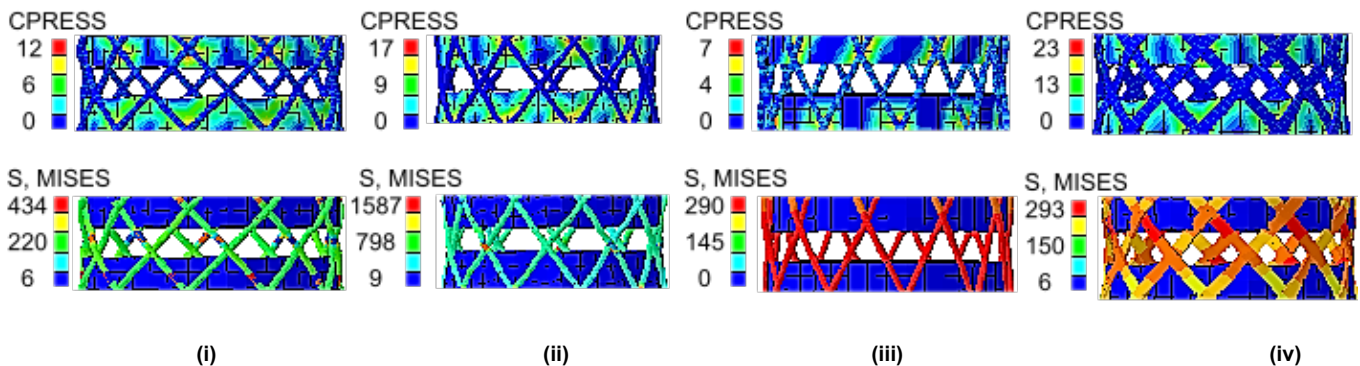 CPRESS
12
6
0
CPRESS
17
9
0
CPRESS
7
4
0
CPRESS
23
13
0
S, MISES
434
220
6
S, MISES
1587
798
9
S, MISES
290
145
0
S, MISES
293
150
6
(i)
(ii)
(iii)
(iv)